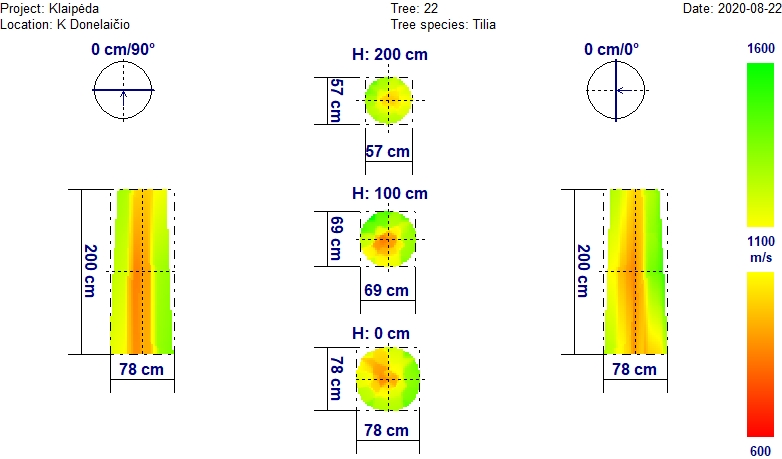 Project: Klaipėda
Tree: 22
Date: 2020-08-22
Location: K Donelaičio
Tree species: Tilia
0 cm/90°
H: 200 cm
0 cm/0°
1600
57 cm
57 cm
H: 100 cm
69 cm
69 cm
200 cm
200 cm
1100
m/s
H: 0 cm
78 cm
78 cm
78 cm
78 cm
600